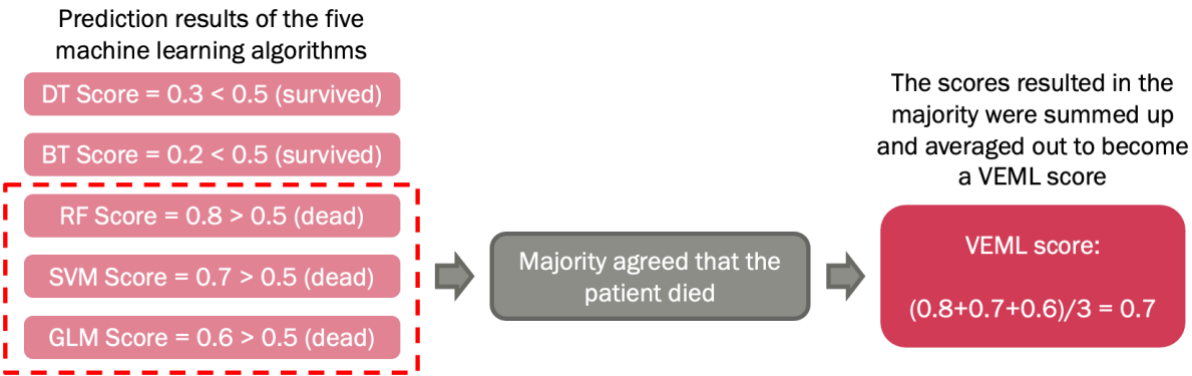 Prediction results of the five
machine learning algorithms
DT Score = 0.3 < 0.5 (survived)
BT Score = 0.2 < 0.5 (survived)
RF Score = 0.8 > 0.5 (dead)
SVM Score = 0.7 > 0.5 (dead)
GLM Score = 0.6 > 0.5 (dead)
Majority agreed that the
patient died
The scores resulted in the
majority were summed up
and averaged out to become
a VEML score
VEML score:
(0.8+0.7+0.6)/3 = 0.7